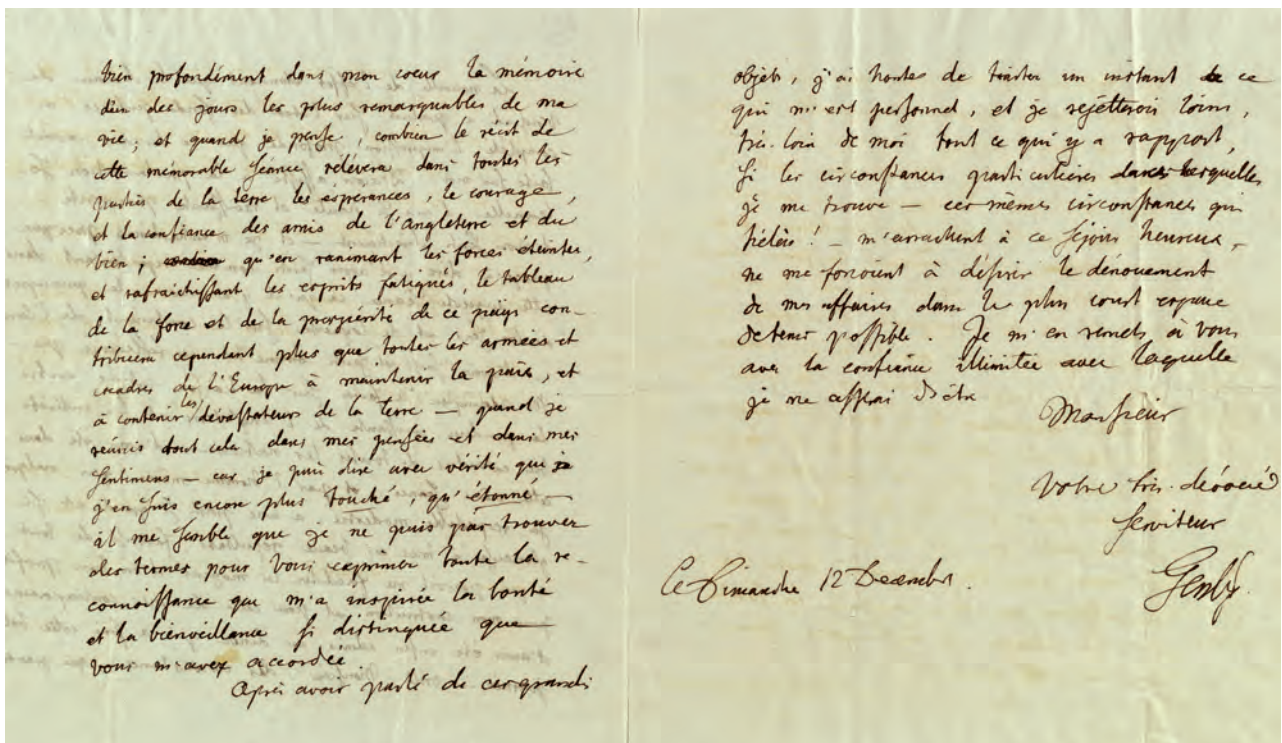 bien profondément dans mon coeur la mémoire
d'un des jours les plus remarquables de ma
vie; et quand je pense, combien le récit de
cette mémorable séance relevera dans toutes les
parties de la terre les espérances, le courage,
et la confiance des amis de l'Angleterre et du
bien; qu'en ranimant les forces éteintes,
et rafraichissant les esprits fatigués, le tableau
de la force et de la prospérité de ce païs con-
tribuera cependant plus que toutes les armées et
escadres de l'Europe à maintenir la paix, et
à contenir les dévastateurs de la terre — quand je
réunis tout cela dans mes pensées et dans mes
sentimens — car je puis dire avec vérité que
j'en suis encore plus touché, qu'étonné —
il me semble que je ne puis pas trouver
des termes pour Vous exprimer toute la re-
connoissance que m'a inspirée la bonté
et la bienveillance si distinguée que
vous m'avez accordée.
Après avoir parlé de ces grands
objets, j'ai honte de traiter un instant de ce
qui m'est personnel, et je rejetterois loin,
très-loin de moi tout ce qui y a rapport,
si les circonstances particulières dans lesquelles
je me trouve — ces mêmes circonstances qui
hélas! — m'arrachent à ce séjour heureux —
ne me forçoient à désirer le dénouement
de mes affaires dans le plus court espace
de tems possible. Je m'en remets à vous
avec la confiance illimitée avec laquelle
je ne cesserai d'être
Monsieur
Votre très-dévoué
serviteur
Ce Dimanche 12 Decembre.
Gentz.